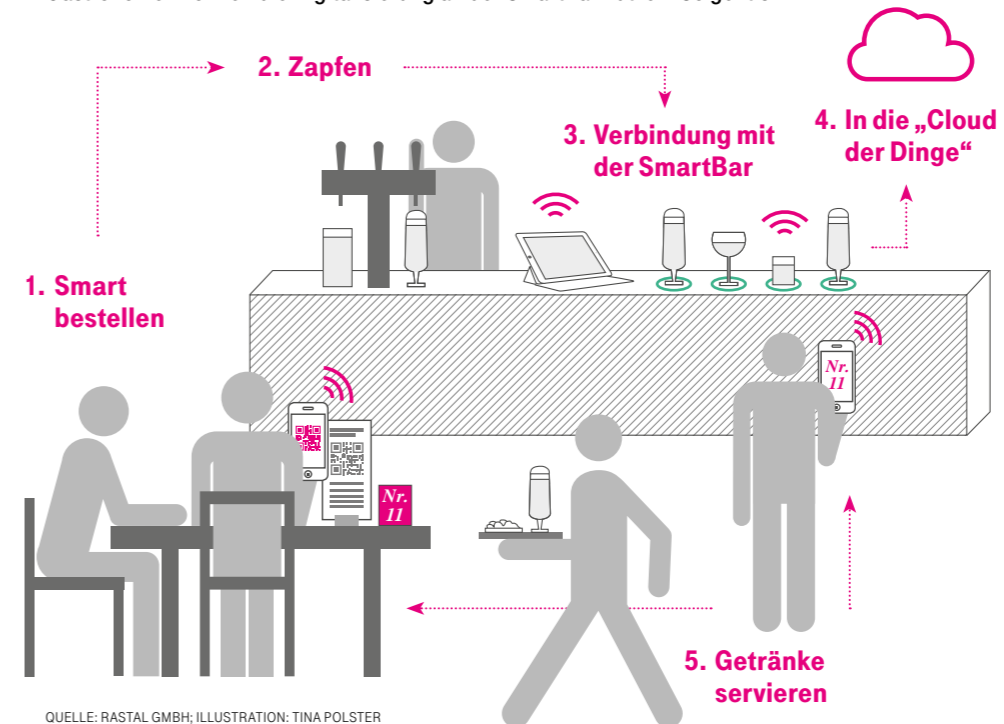 2. Zapfen
3. Verbindung mit
der SmartBar
4. In die „Cloud
der Dinge“
1. Smart
bestellen
Nr.
11
Nr.
11
5. Getränke
servieren
QUELLE: RASTAL GMBH; ILLUSTRATION: TINA POLSTER